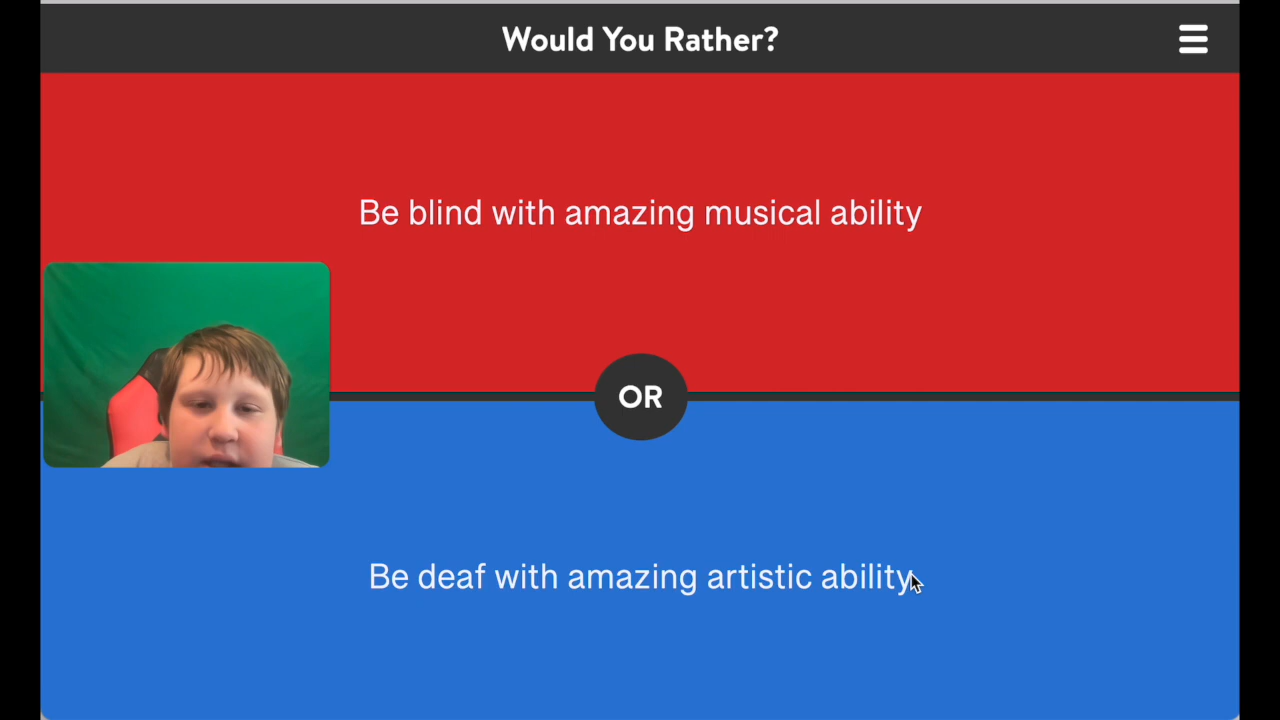 Would You Rather?
Be blind with amazing musical ability
OR
Be deaf with amazing artistic ability